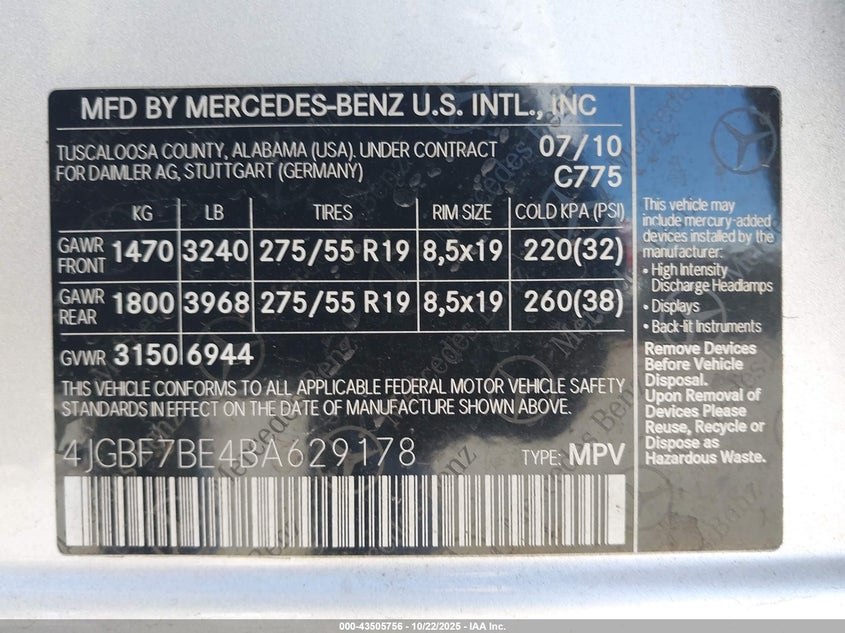 MFD BY MERCEDES-BENZ U.S. INTL., INC
TUSCALOOSA COUNTY, ALABAMA (USA), UNDER CONTRACT 07/10
FOR DAIMLER AG, STUTTGART (GERMANY) C775
KG LB TIRES RIM SIZE COLD KPA (PSI)
GAWR FRONT 1470 3240 275/55 R19 8,5x19 220(32)
GAWR REAR 1800 3968 275/55 R19 8,5x19 260(38)
GVWR 3150 6944
THIS VEHICLE CONFORMS TO ALL APPLICABLE FEDERAL MOTOR VEHICLE SAFETY
STANDARDS IN EFFECT ON THE DATE OF MANUFACTURE SHOWN ABOVE.
4JGBF7BE4BA629178 TYPE: MPV
This vehicle may
include mercury-added
devices installed by the
manufacturer:
• High Intensity
Discharge Headlamps
• Displays
• Back-lit Instruments
Remove Devices
Before Vehicle
Disposal.
Upon Removal of
Devices Please
Reuse, Recycle or
Dispose as
Hazardous Waste.
000-43505756 - 10/22/2025 - IAA Inc.